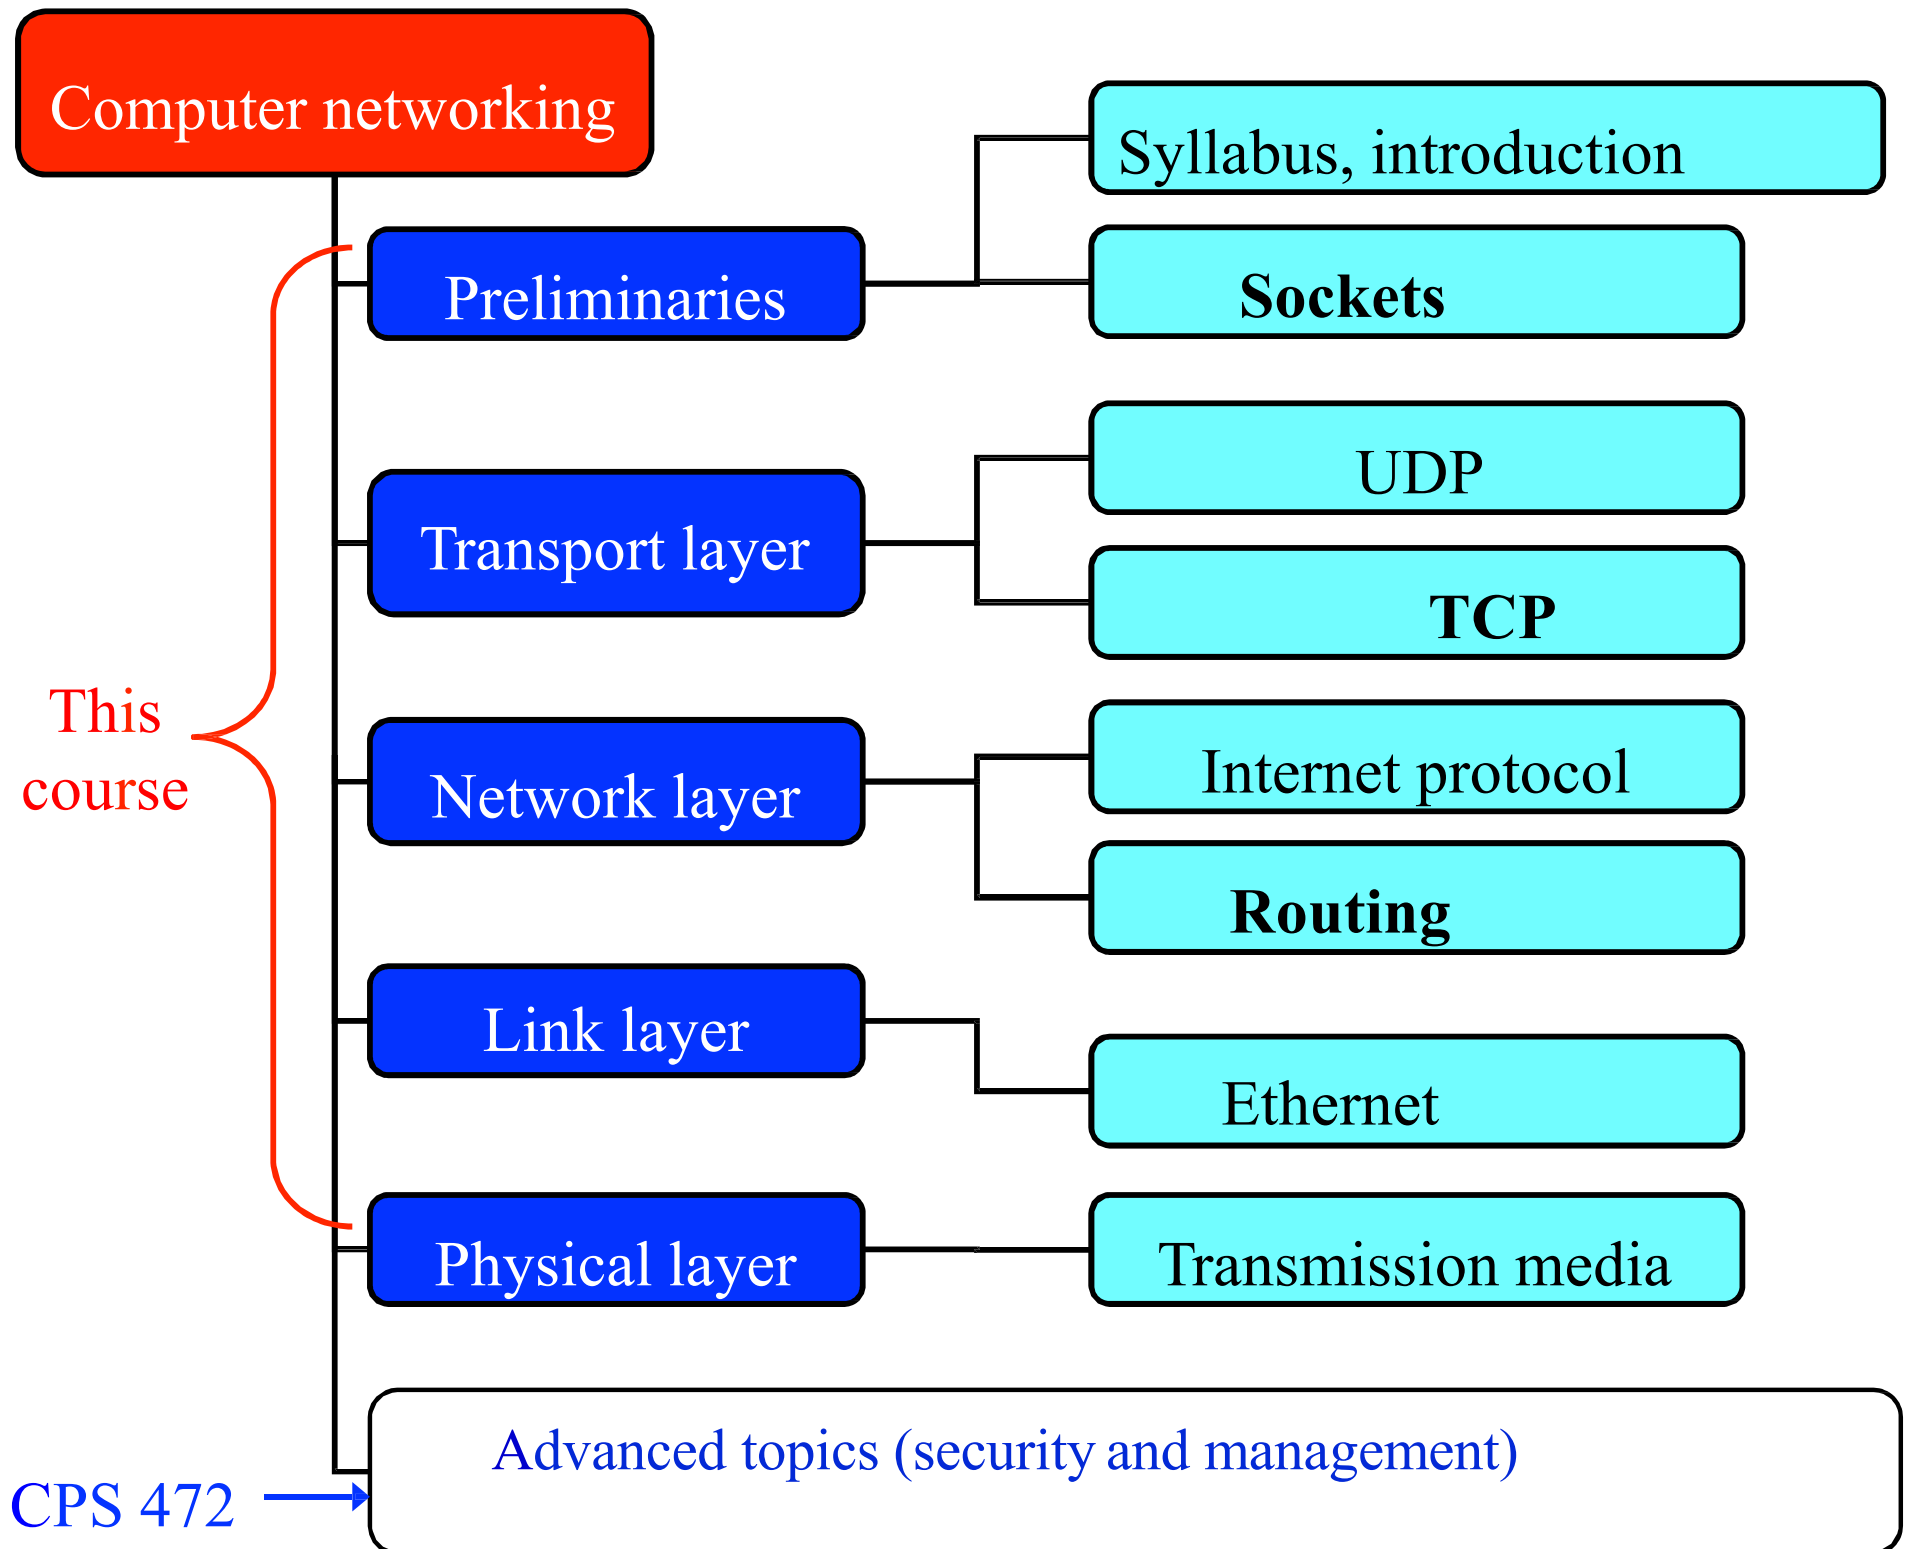 Computer networking
Syllabus, introduction
Preliminaries
Sockets
UDP
Transport layer
TCP
This
course
Internet protocol
Network layer
Routing
Link layer
Ethernet
Physical layer
Transmission media
Advanced topics (security and management)
CPS 472